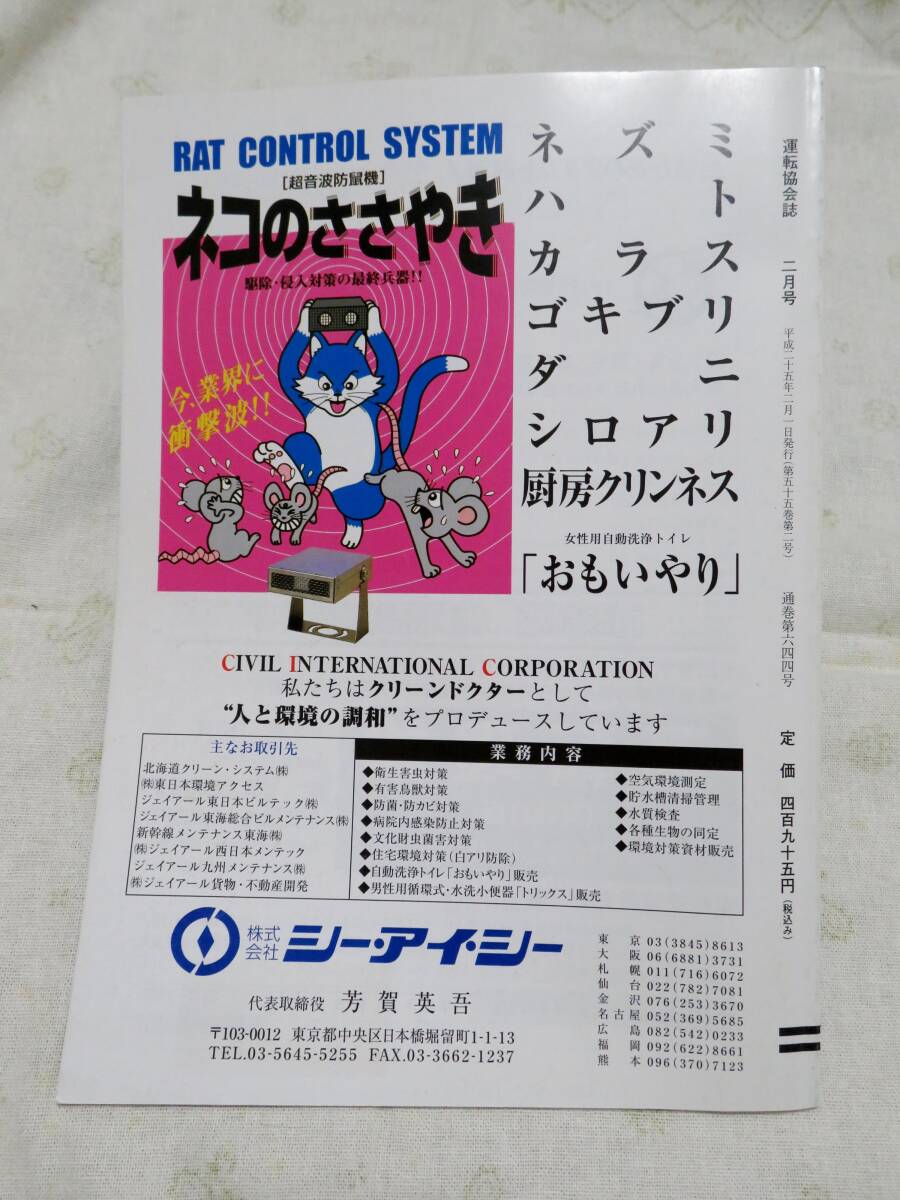 RAT CONTROL SYSTEM
[超音波防鼠機]
ネコのささやき
駆除・侵入対策の最終兵器!!
今、業界に
衝撃波!!
ネズミ
ハト
カラス
ゴキブリ
ダニ
シロアリ
厨房クリンネス
女性用自動洗浄トイレ
「おもいやり」
CIVIL INTERNATIONAL CORPORATION
私たちはクリーンドクターとして
“人と環境の調和”をプロデュースしています
主なお取引先
北海道クリーン・システム㈱
㈱東日本環境アクセス
ジェイアール東日本ビルテック㈱
ジェイアール東海総合ビルメンテナンス㈱
新幹線メンテナンス東海㈱
㈱ジェイアール西日本メンテック
ジェイアール九州メンテナンス㈱
㈱ジェイアール貨物・不動産開発
業務内容
◆衛生害虫対策
◆有害鳥獣対策
◆防菌・防カビ対策
◆病院内感染防止対策
◆文化財虫菌害対策
◆住宅環境対策(白アリ防除)
◆自動洗浄トイレ「おもいやり」販売
◆男性用循環式・水洗小便器「トリックス」販売
◆空気環境測定
◆貯水槽清掃管理
◆水質検査
◆各種生物の同定
◆環境対策資材販売
株式会社 シー・アイ・シー
代表取締役 芳賀英吾
〒103-0012 東京都中央区日本橋堀留町1-1-13
TEL.03-5645-5255 FAX.03-3662-1237
東京 03(3845)8613
大阪 06(6881)3731
札幌 011(716)6072
仙台 022(782)7081
金沢 076(253)3670
名古屋 052(369)5685
広島 082(542)0233
福岡 092(622)8661
熊本 096(370)7123
運転協会誌 二月号 平成二十五年二月一日発行(第五十五巻第二号) 通巻第六四四号 定価 四百九十五円(税込み)